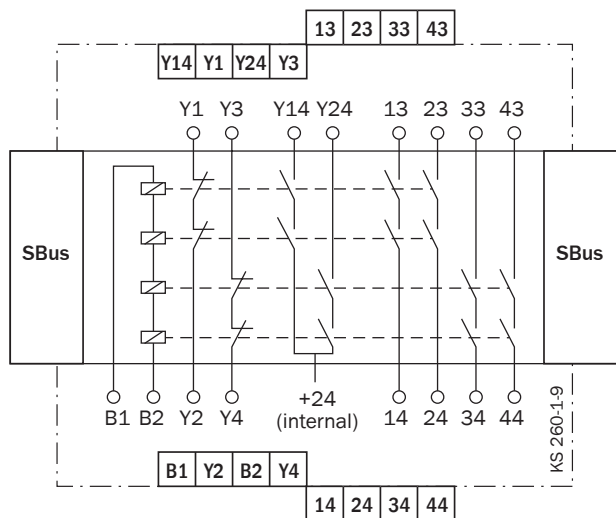 13 23 33 43
Y14 Y1 Y24 Y3
Y1 Y3 Y14 Y24 13 23 33 43
SBus
SBus
B1 B2 Y2 Y4 +24 14 24 34 44
(internal)
KS 260-1-9
B1 Y2 B2 Y4
14 24 34 44